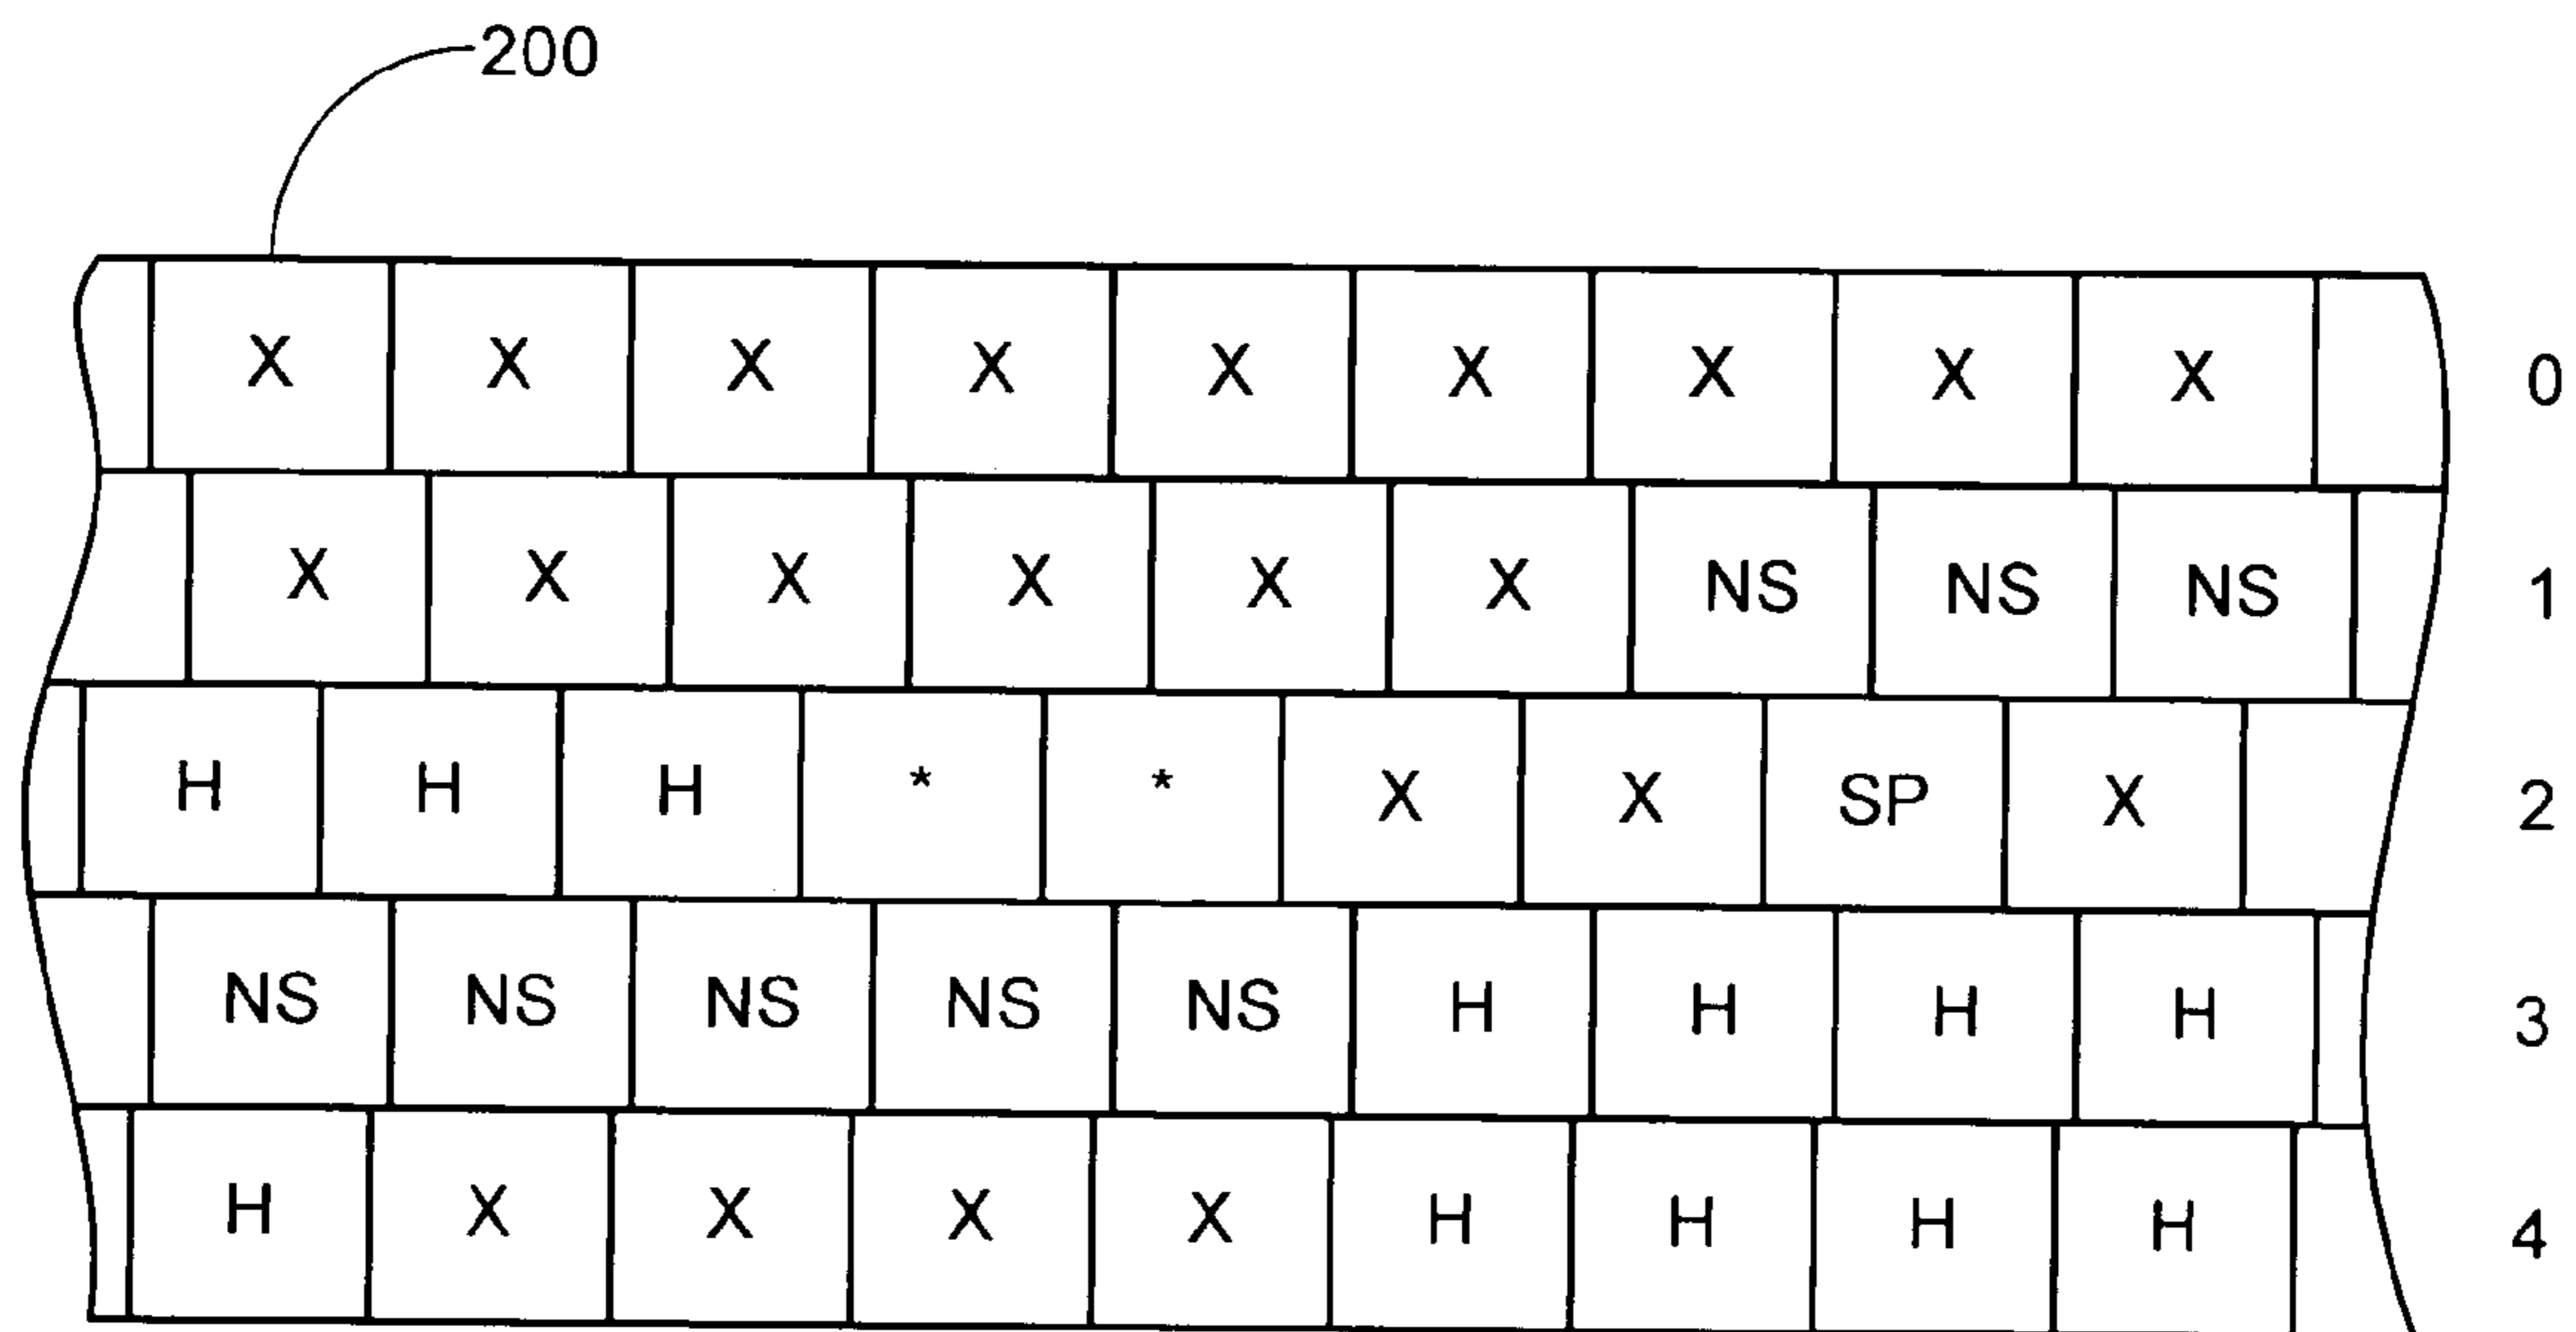 200
X X X X X X X X X 0
X X X X X X NS NS NS 1
H H H * * X X SP X 2
NS NS NS NS NS H H H H 3
H X X X X H H H H 4